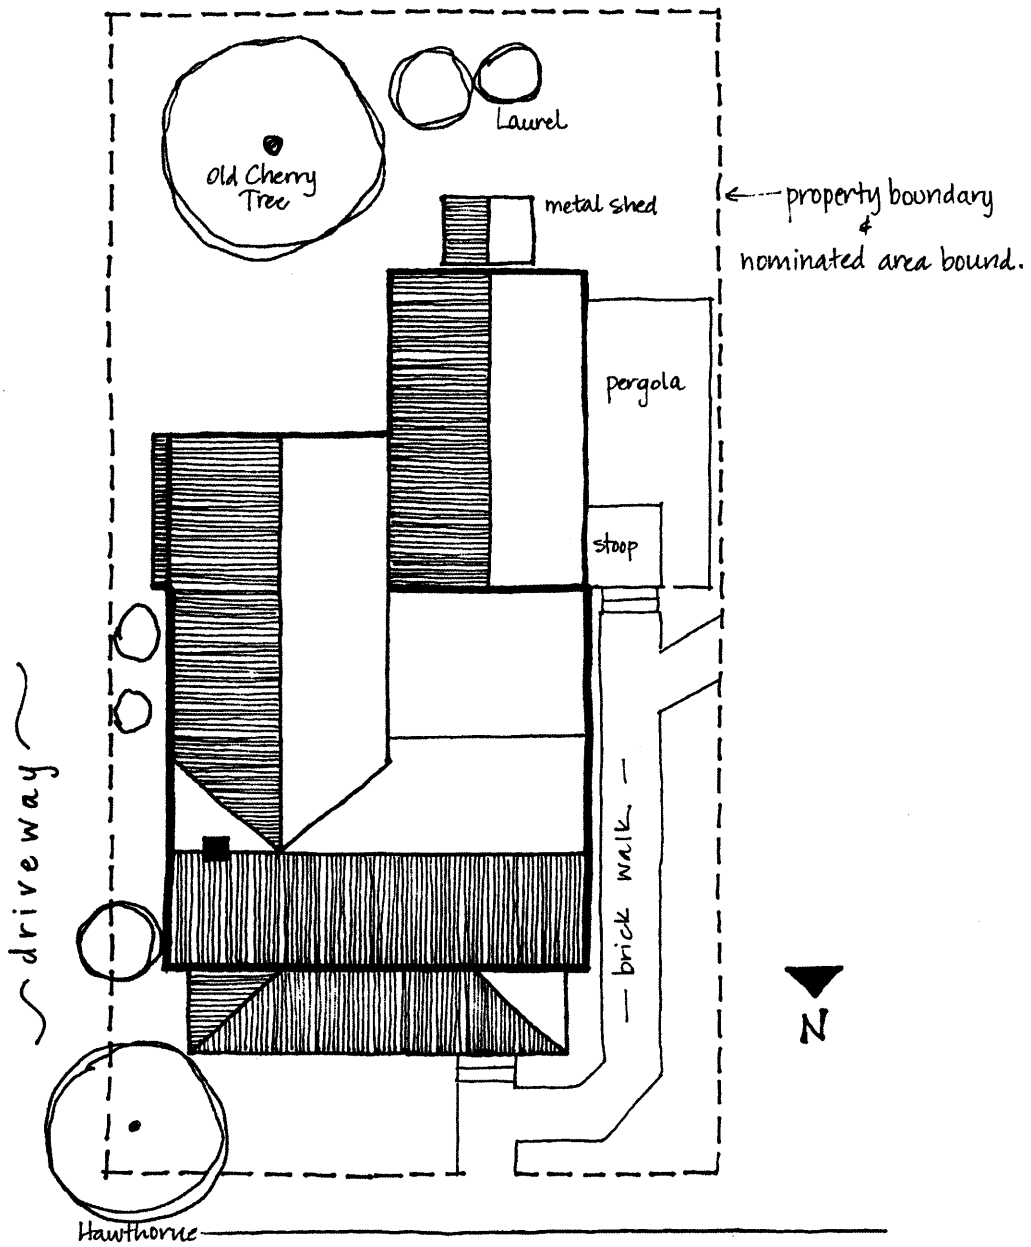 Laurel
Old Cherry
Tree
metal shed
property boundary
&
nominated area bound.
pergola
stoop
~ driveway ~
— brick walk —
N
Hawthorne